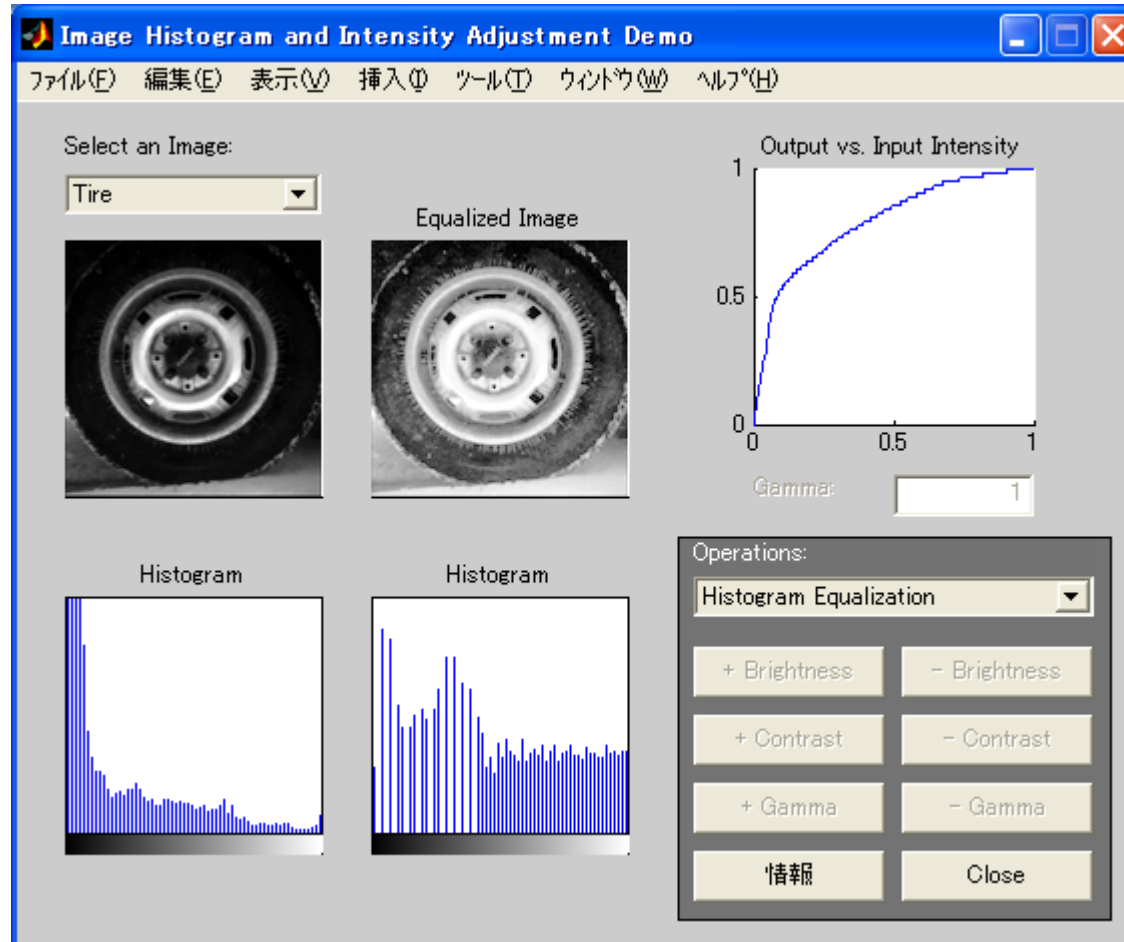 Image Histogram and Intensity Adjustment Demo
ファイル(F) 編集(E) 表示(V) 挿入(I) ツール(T) ウィンドウ(W) ヘルプ(H)
Select an Image:
Tire
Equalized Image
Output vs. Input Intensity
1
0.5
0
0 0.5 1
Gamma: 1
Histogram
Histogram
Operations:
Histogram Equalization
+ Brightness - Brightness
+ Contrast - Contrast
+ Gamma - Gamma
情報 Close